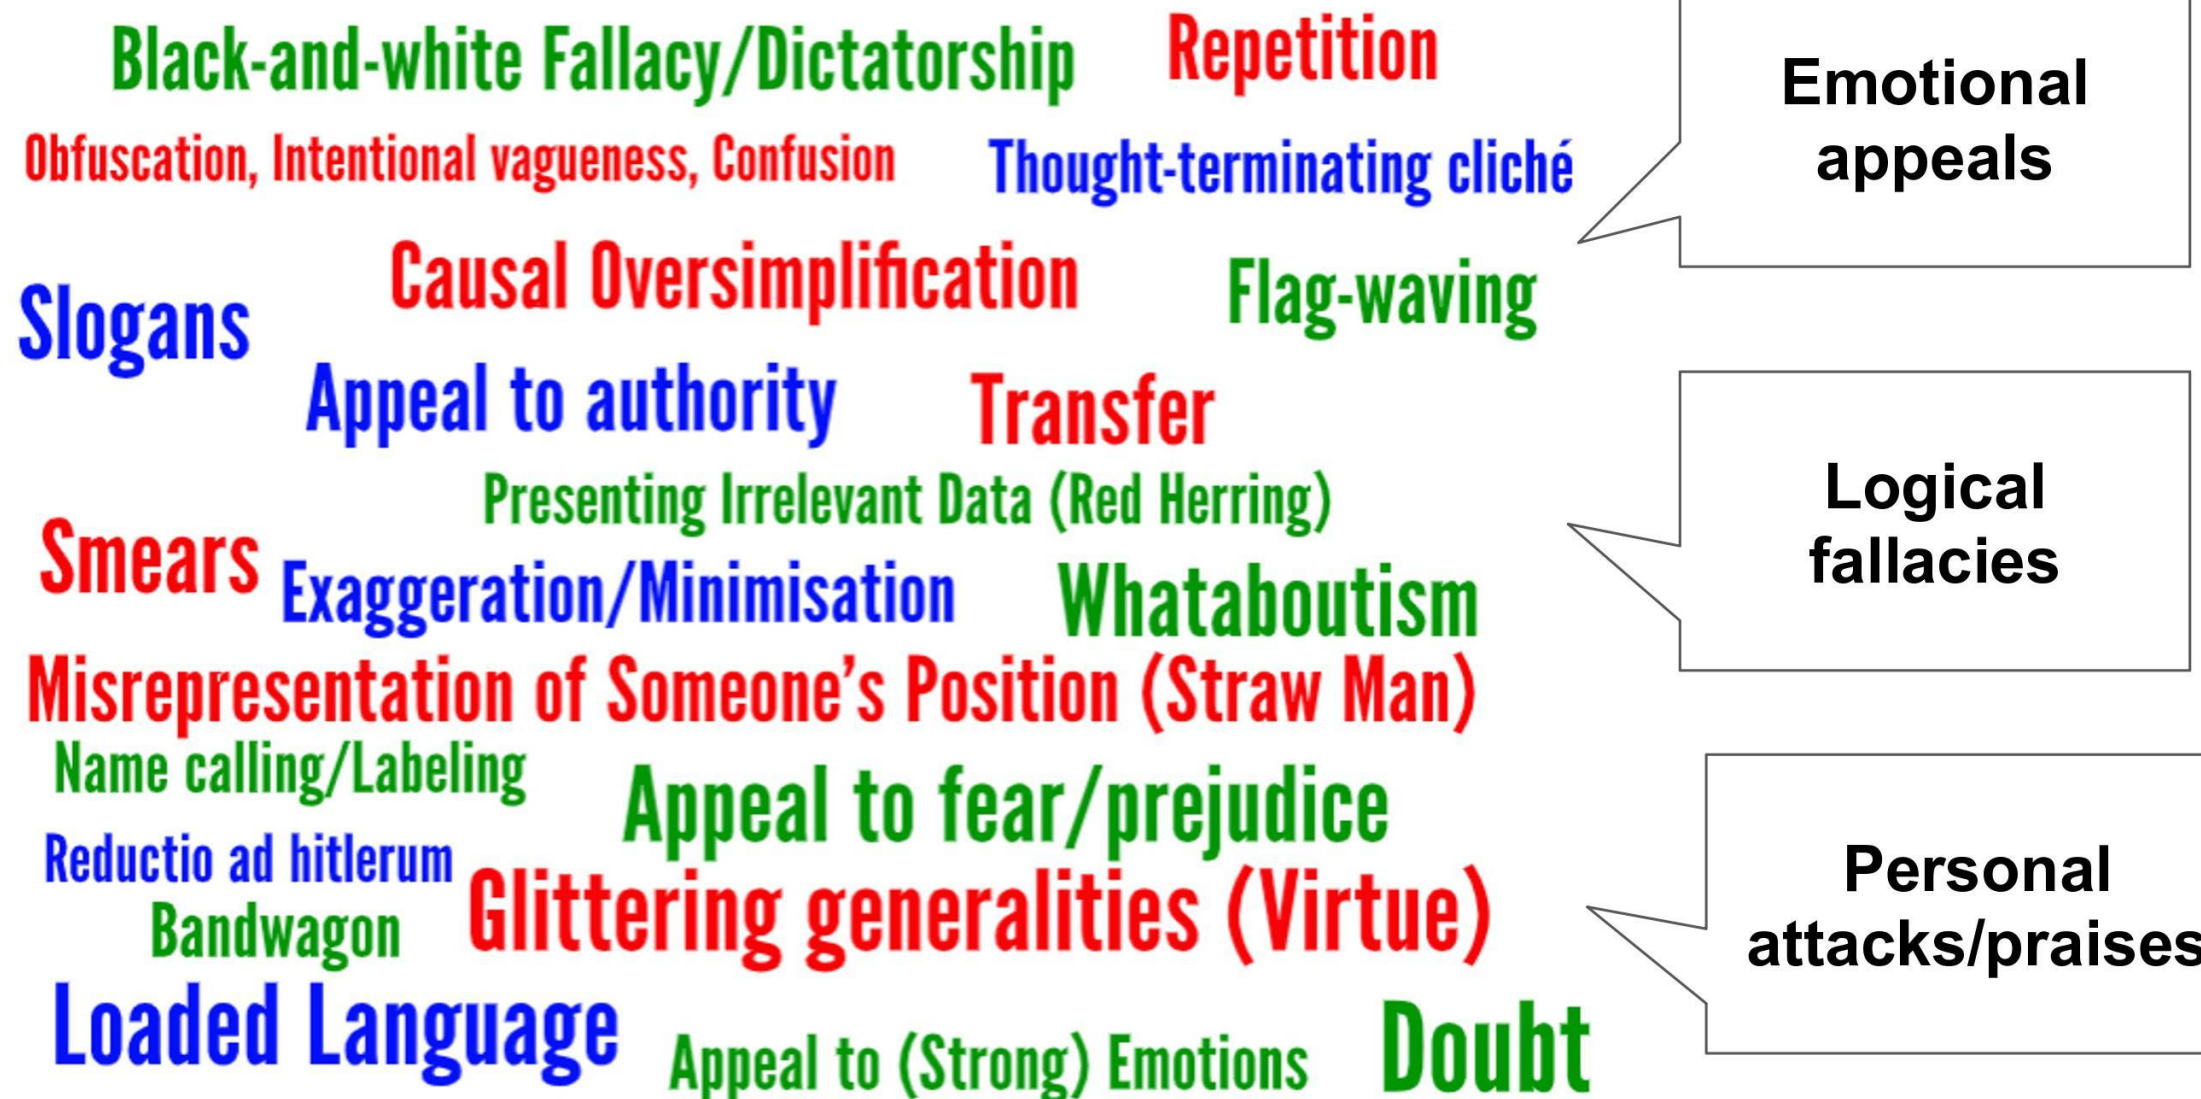 Black-and-white Fallacy/Dictatorship
Repetition
Obfuscation, Intentional vagueness, Confusion
Thought-terminating cliché
Causal Oversimplification
Flag-waving
Slogans
Appeal to authority
Transfer
Presenting Irrelevant Data (Red Herring)
Smears
Exaggeration/Minimisation
Whataboutism
Misrepresentation of Someone's Position (Straw Man)
Name calling/Labeling
Appeal to fear/prejudice
Reductio ad hitlerum
Glittering generalities (Virtue)
Bandwagon
Loaded Language
Appeal to (Strong) Emotions
Doubt
Emotional
appeals
Logical
fallacies
Personal
attacks/praises